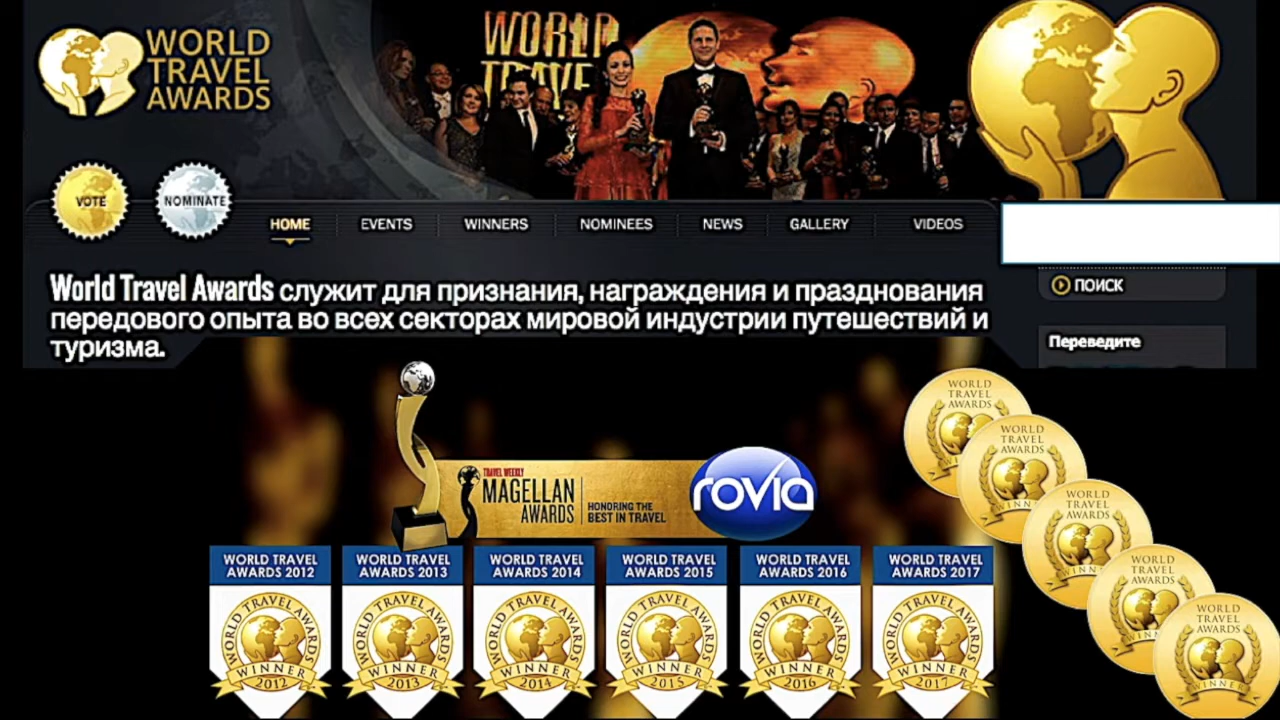 WORLD
TRAVEL
AWARDS
WORLD
TRAVE
VOTE
NOMINATE
HOME
EVENTS
WINNERS
NOMINEES
NEWS
GALLERY
VIDEOS
World Travel Awards служит для признания, награждения и празднования
передового опыта во всех секторах мировой индустрии путешествий и
туризма.
ПОИСК
Переведите
TRAVEL WEEKLY
MAGELLAN
AWARDS
HONORING THE
BEST IN TRAVEL
rovia
WORLD
TRAVEL
AWARDS
WORLD
TRAVEL
AWARDS
WORLD
TRAVEL
AWARDS
WORLD
TRAVEL
AWARDS
WORLD
TRAVEL
AWARDS
WINNER
WORLD TRAVEL
AWARDS 2012
WORLD TRAVEL AWARDS
WINNER
2012
WORLD TRAVEL
AWARDS 2013
WORLD TRAVEL AWARDS
WINNER
2013
WORLD TRAVEL
AWARDS 2014
WORLD TRAVEL AWARDS
WINNER
2014
WORLD TRAVEL
AWARDS 2015
WORLD TRAVEL AWARDS
WINNER
2015
WORLD TRAVEL
AWARDS 2016
WORLD TRAVEL AWARDS
WINNER
2016
WORLD TRAVEL
AWARDS 2017
WORLD TRAVEL AWARDS
WINNER
2017